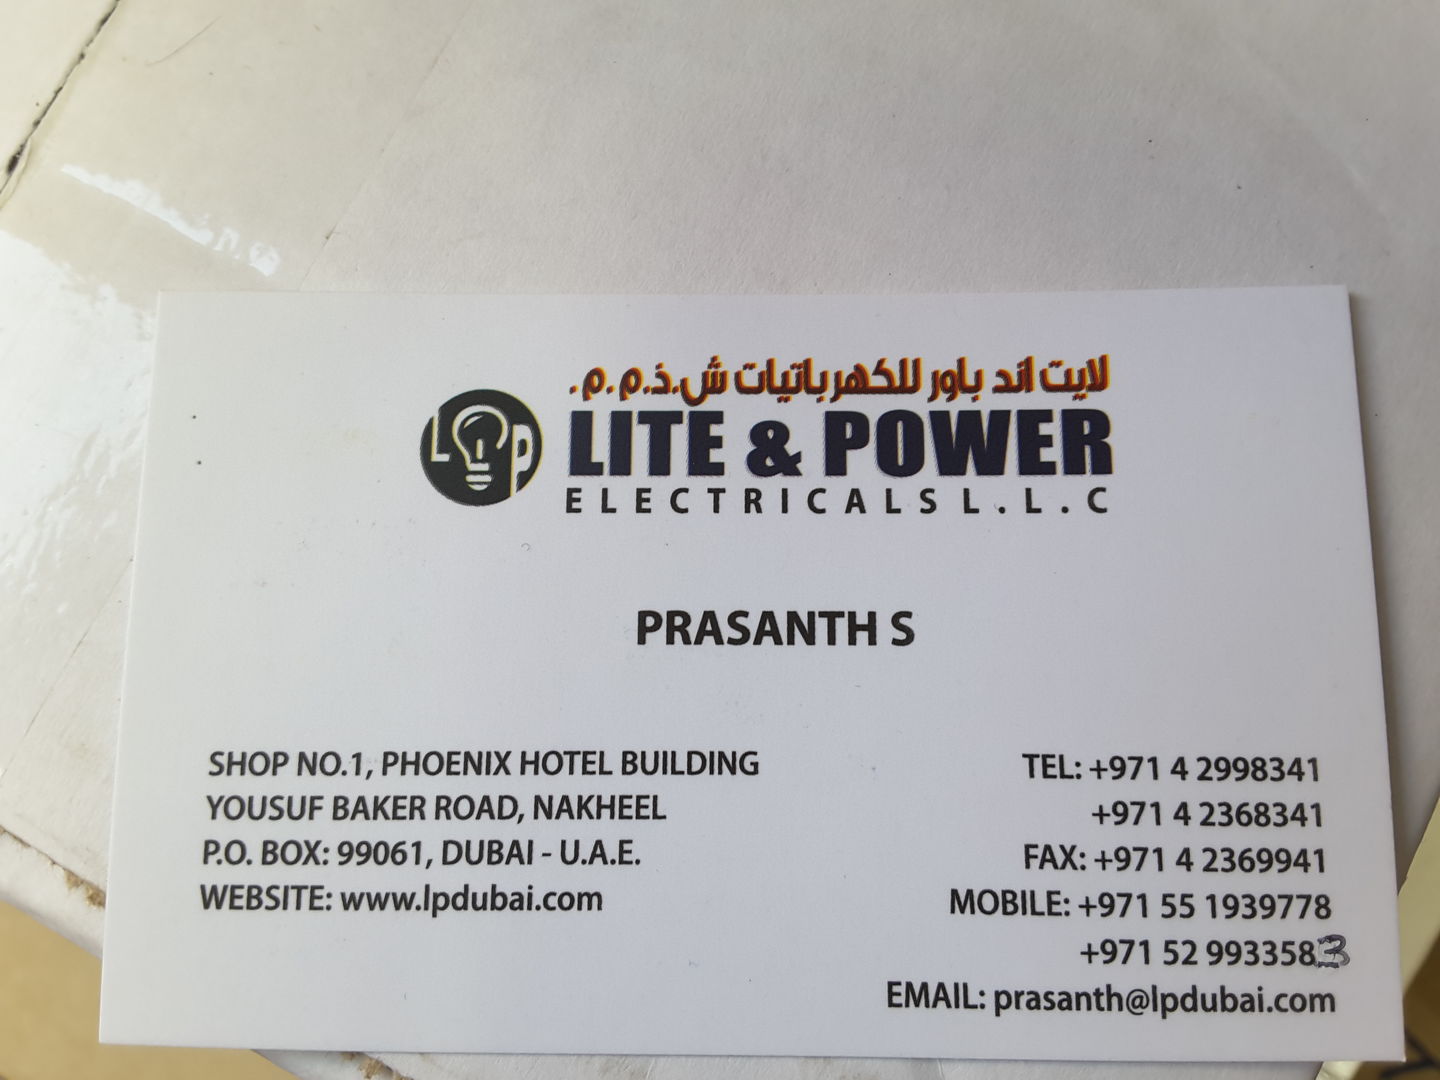 لايت اند باور للكهربائيات ش.ذ.م.م.
LP
LITE & POWER
ELECTRICALS L.L.C
PRASANTH S
SHOP NO.1, PHOENIX HOTEL BUILDING
YOUSUF BAKER ROAD, NAKHEEL
P.O. BOX: 99061, DUBAI - U.A.E.
WEBSITE: www.lpdubai.com
TEL: +971 4 2998341
+971 4 2368341
FAX: +971 4 2369941
MOBILE: +971 55 1939778
+971 52 9933583
EMAIL: prasanth@lpdubai.com